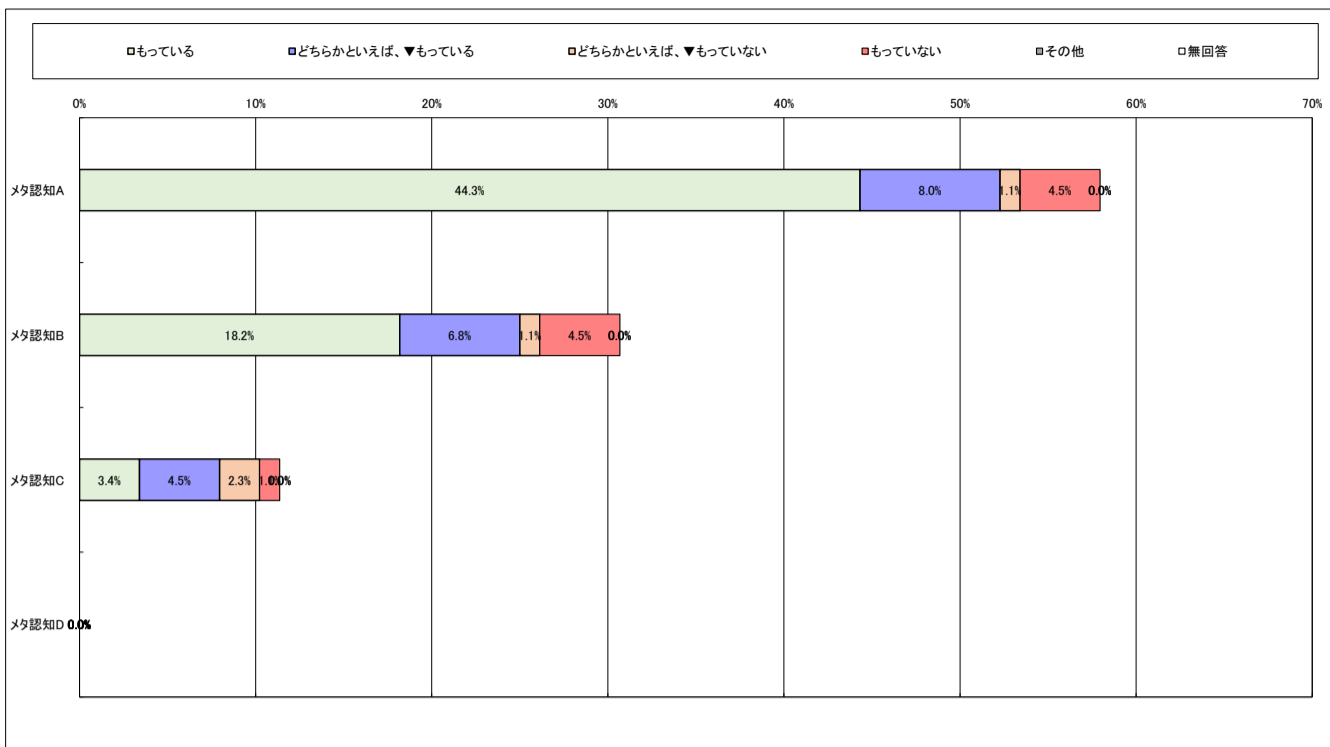 もっている どちらかといえば、▼もっている どちらかといえば、▼もっていない もっていない その他 無回答
0% 10% 20% 30% 40% 50% 60% 70%
メタ認知A 44.3% 8.0% 1.1% 4.5% 0.0%
メタ認知B 18.2% 6.8% 1.1% 4.5% 0.0%
メタ認知C 3.4% 4.5% 2.3% 0.0%
メタ認知D 0.0%